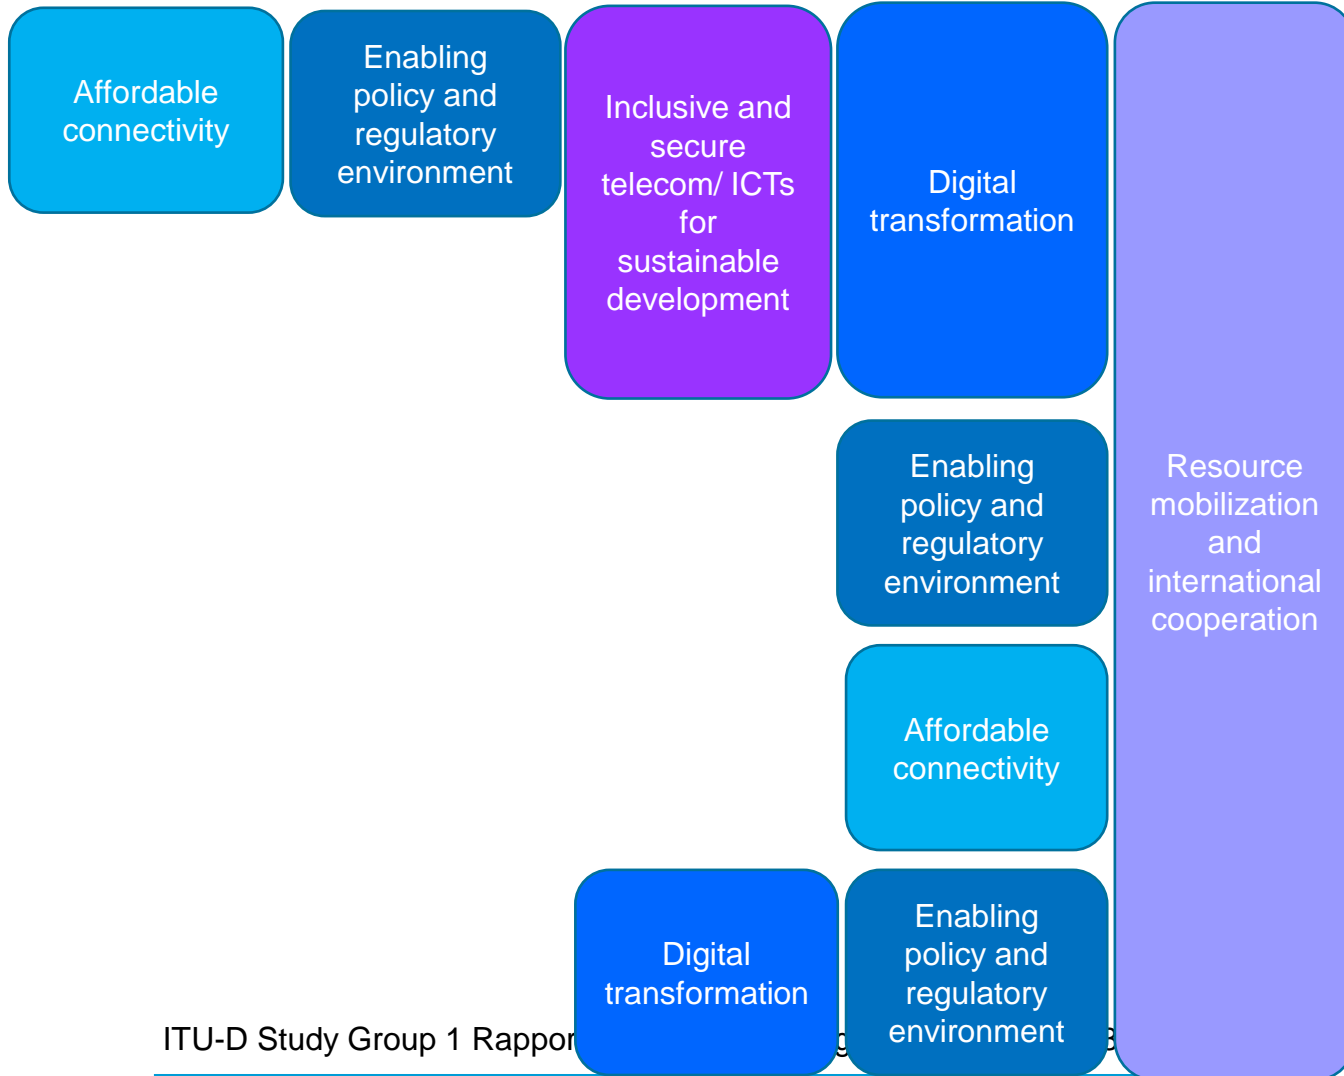 Affordable
connectivity
Enabling
policy and
regulatory
environment
Inclusive and
secure
telecom/ ICTs
for
sustainable
development
Digital
transformation
Enabling
policy and
regulatory
environment
Resource
mobilization
and
international
cooperation
Affordable
connectivity
Digital
transformation
Enabling
policy and
regulatory
environment
ITU-D Study Group 1